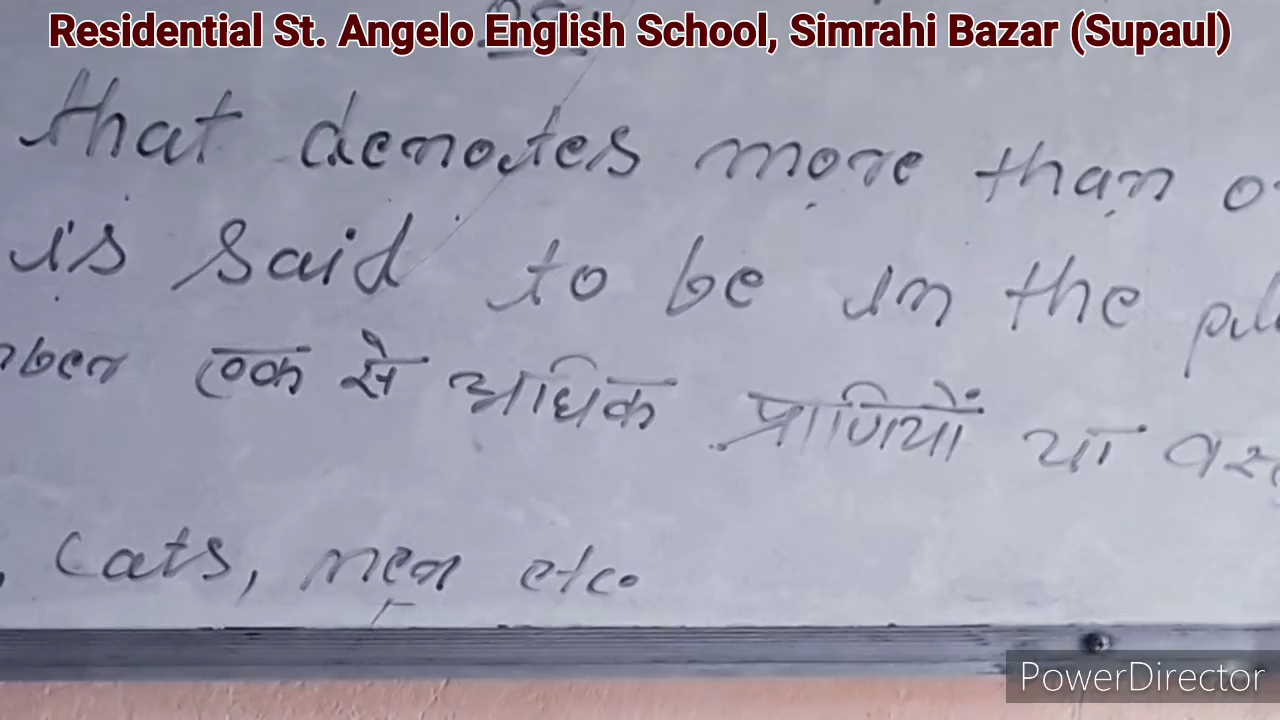 Residential St. Angelo English School, Simrahi Bazar (Supaul)
that denotes more than
is said to be in the
एक से अधिक प्राणियों या
, cats, men etc.
PowerDirector